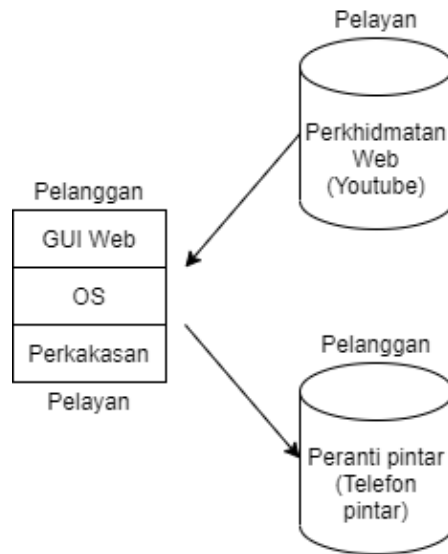 Pelayan
Perkhidmatan
Web
(Youtube)
Pelanggan
GUI Web
OS
Perkakasan
Pelayan
Pelanggan
Peranti pintar
(Telefon
pintar)